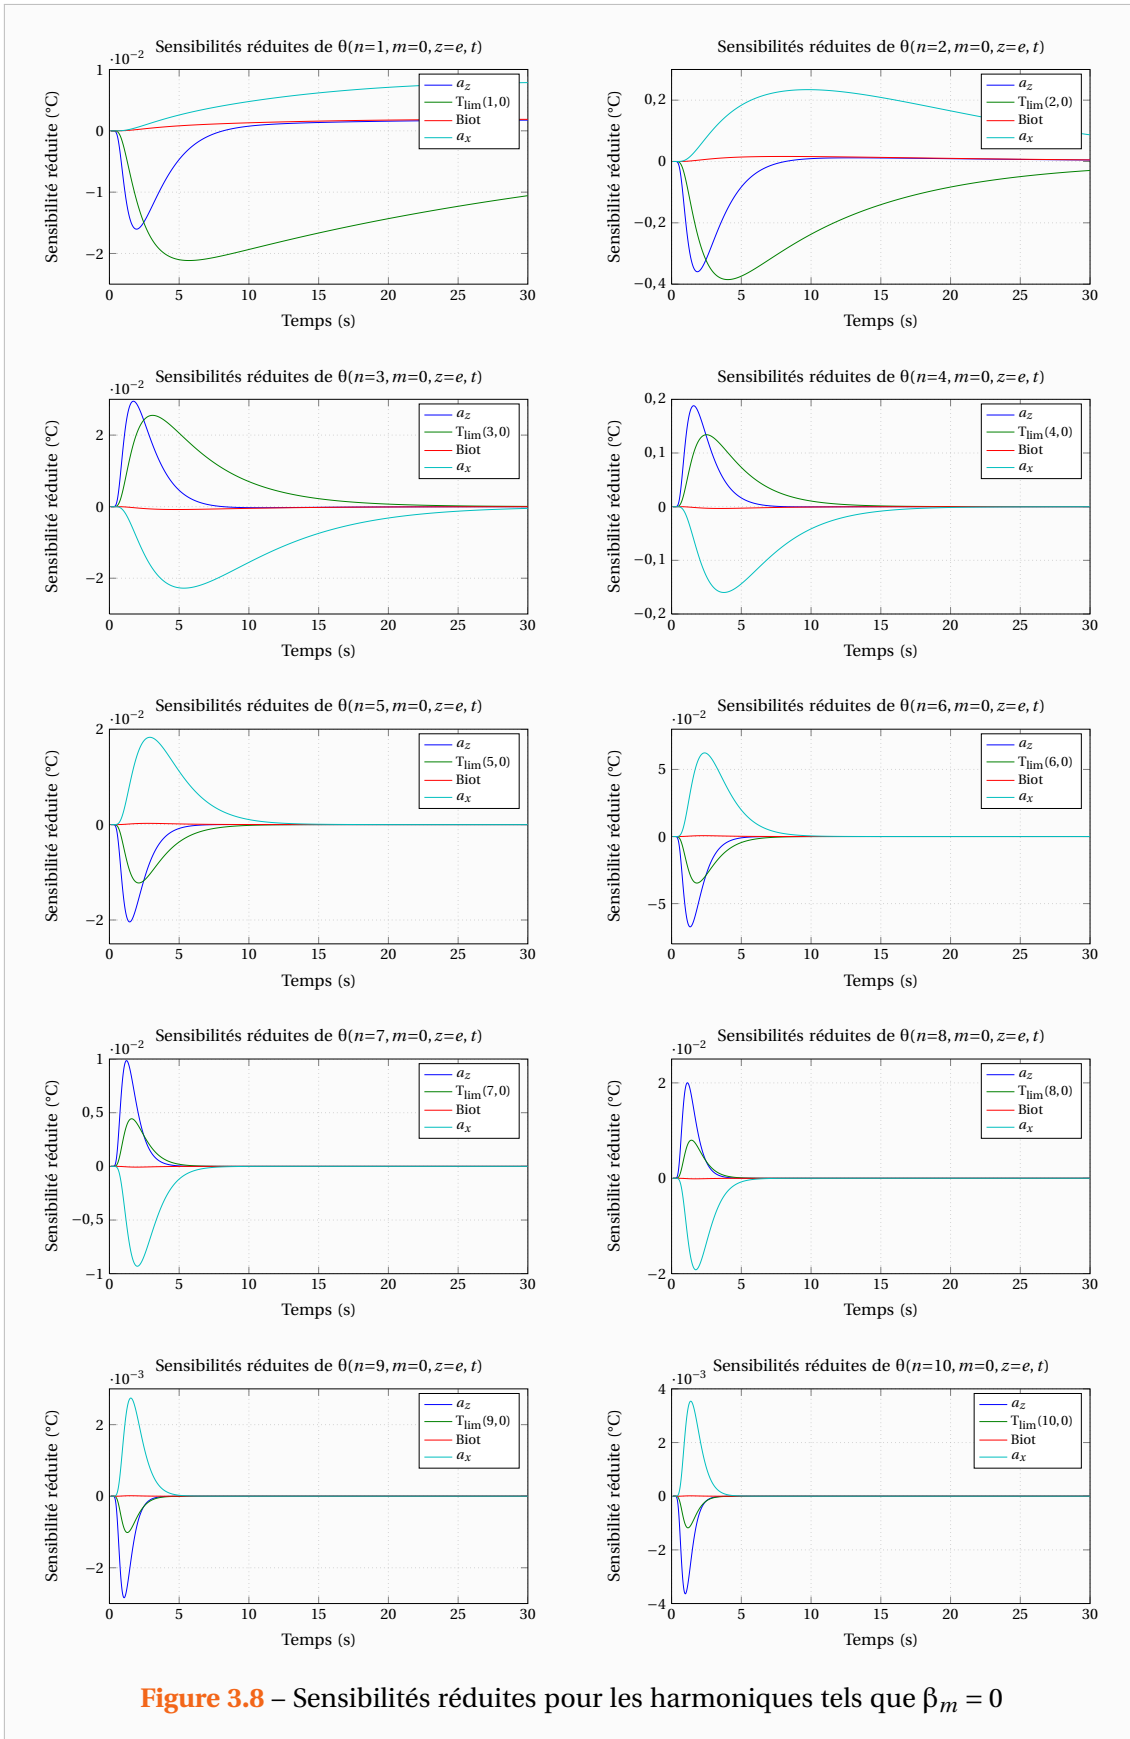 Sensibilités réduites de θ(n=1, m=0, z=e, t)
·10⁻²
Sensibilité réduite (°C)
1
0
−1
−2
a_z
T_lim(1,0)
Biot
a_x
0 5 10 15 20 25 30
Temps (s)
Sensibilités réduites de θ(n=2, m=0, z=e, t)
Sensibilité réduite (°C)
0,2
0
−0,2
−0,4
a_z
T_lim(2,0)
Biot
a_x
0 5 10 15 20 25 30
Temps (s)
Sensibilités réduites de θ(n=3, m=0, z=e, t)
·10⁻²
Sensibilité réduite (°C)
2
0
−2
a_z
T_lim(3,0)
Biot
a_x
0 5 10 15 20 25 30
Temps (s)
Sensibilités réduites de θ(n=4, m=0, z=e, t)
Sensibilité réduite (°C)
0,2
0,1
0
−0,1
−0,2
a_z
T_lim(4,0)
Biot
a_x
0 5 10 15 20 25 30
Temps (s)
Sensibilités réduites de θ(n=5, m=0, z=e, t)
·10⁻²
Sensibilité réduite (°C)
2
0
−2
a_z
T_lim(5,0)
Biot
a_x
0 5 10 15 20 25 30
Temps (s)
Sensibilités réduites de θ(n=6, m=0, z=e, t)
·10⁻²
Sensibilité réduite (°C)
5
0
−5
a_z
T_lim(6,0)
Biot
a_x
0 5 10 15 20 25 30
Temps (s)
Sensibilités réduites de θ(n=7, m=0, z=e, t)
·10⁻²
Sensibilité réduite (°C)
1
0,5
0
−0,5
−1
a_z
T_lim(7,0)
Biot
a_x
0 5 10 15 20 25 30
Temps (s)
Sensibilités réduites de θ(n=8, m=0, z=e, t)
·10⁻²
Sensibilité réduite (°C)
2
0
−2
a_z
T_lim(8,0)
Biot
a_x
0 5 10 15 20 25 30
Temps (s)
Sensibilités réduites de θ(n=9, m=0, z=e, t)
·10⁻³
Sensibilité réduite (°C)
2
0
−2
a_z
T_lim(9,0)
Biot
a_x
0 5 10 15 20 25 30
Temps (s)
Sensibilités réduites de θ(n=10, m=0, z=e, t)
·10⁻³
Sensibilité réduite (°C)
4
2
0
−2
−4
a_z
T_lim(10,0)
Biot
a_x
0 5 10 15 20 25 30
Temps (s)
Figure 3.8 – Sensibilités réduites pour les harmoniques tels que β_m = 0